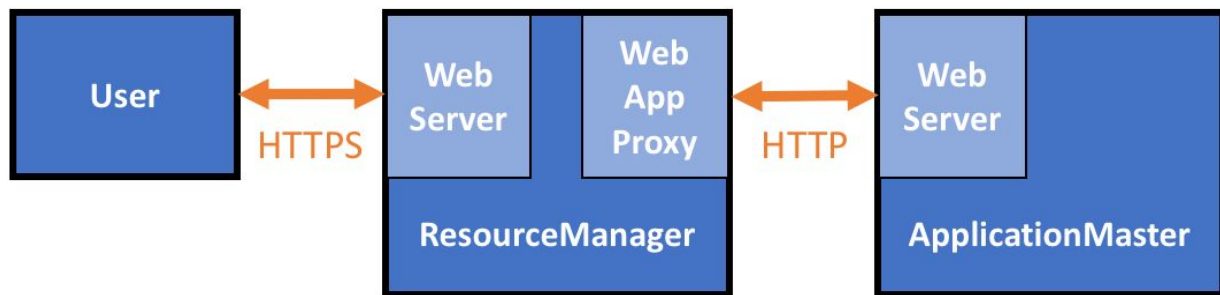 User
HTTPS
Web
Server
Web
App
Proxy
ResourceManager
HTTP
Web
Server
ApplicationMaster